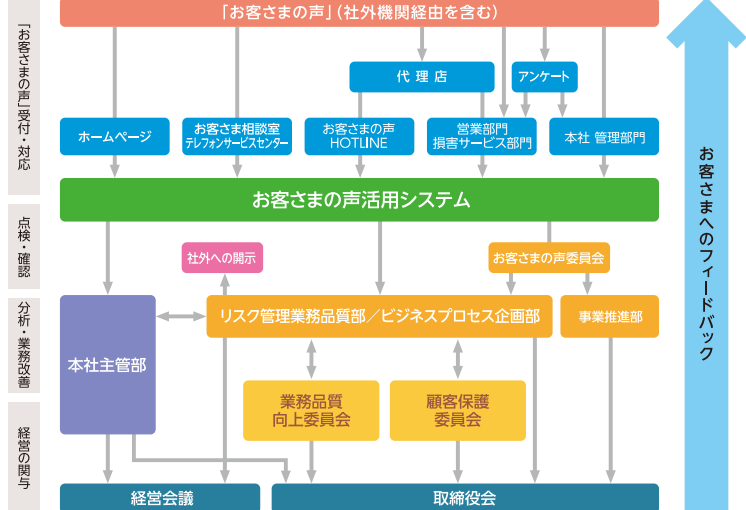 「お客さまの声」(社外機関経由を含む)
「お客さまの声」受付・対応
代理店
アンケート
ホームページ
お客さま相談室
テレフォンサービスセンター
お客さまの声
HOTLINE
営業部門
損害サービス部門
本社 管理部門
お客さまの声活用システム
点検・確認
社外への開示
お客さまの声委員会
分析・業務改善
本社主管部
リスク管理業務品質部／ビジネスプロセス企画部
事業推進部
業務品質
向上委員会
顧客保護
委員会
経営の関与
経営会議
取締役会
お客さまへのフィードバック